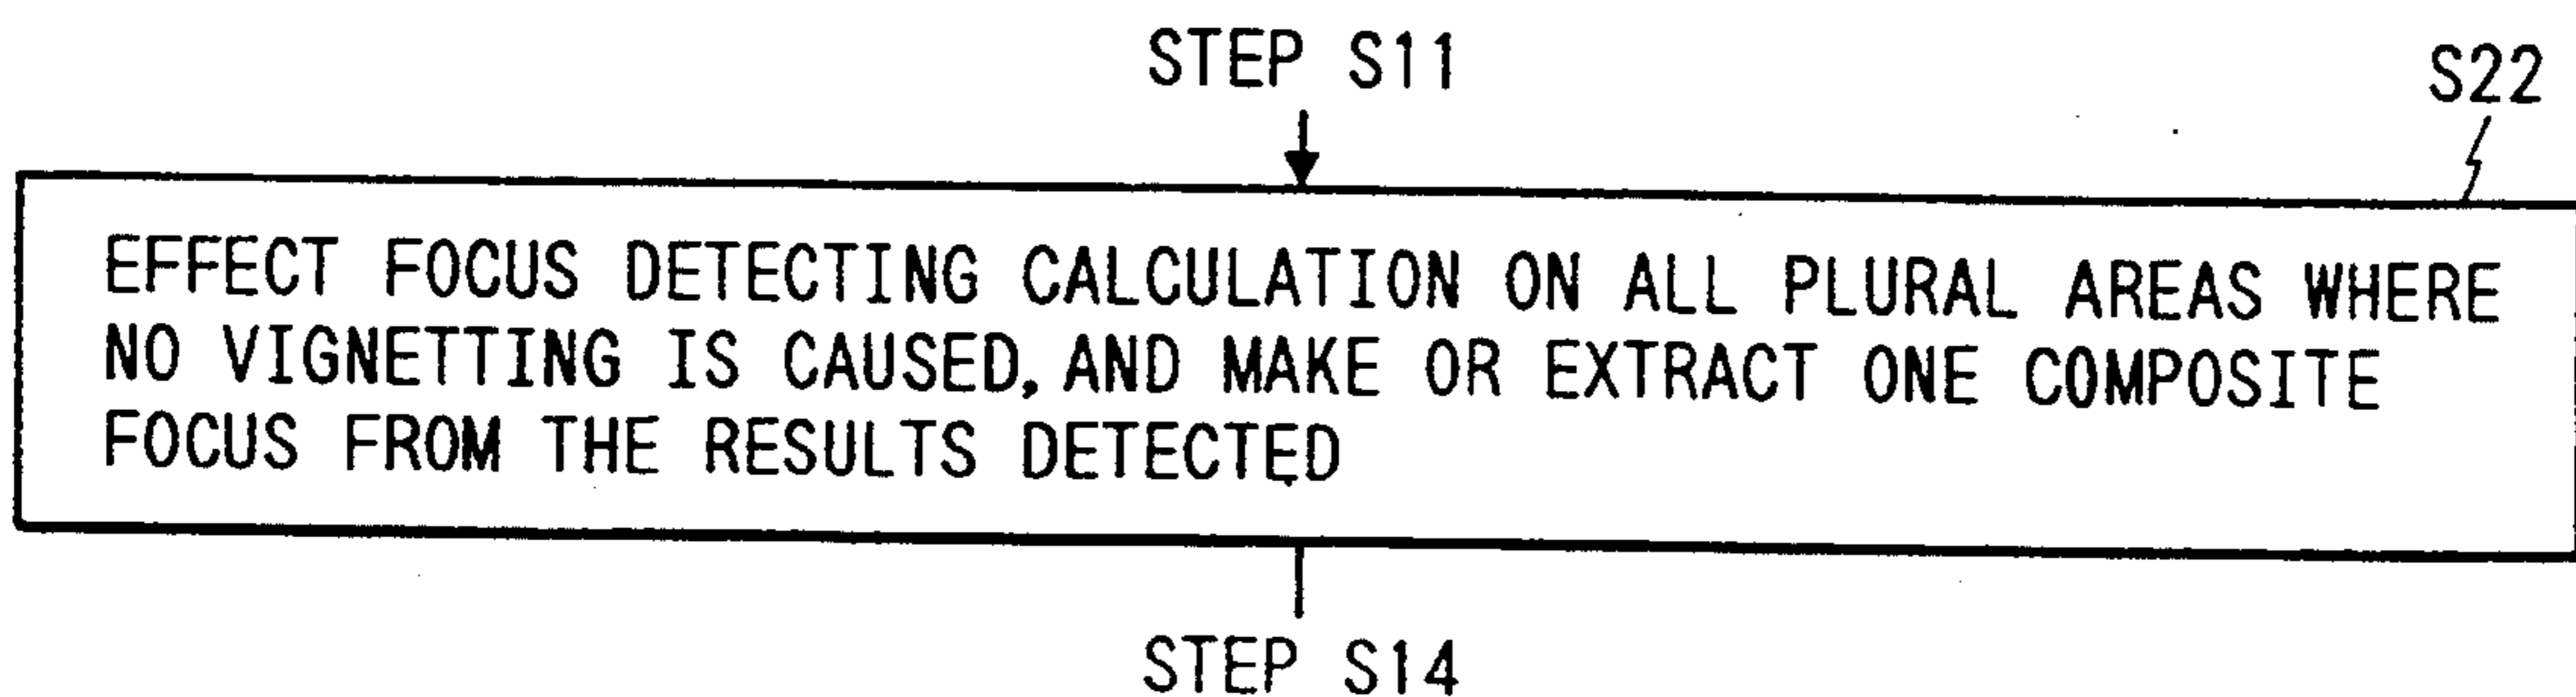 STEP S11
S22
EFFECT FOCUS DETECTING CALCULATION ON ALL PLURAL AREAS WHERE
NO VIGNETTING IS CAUSED, AND MAKE OR EXTRACT ONE COMPOSITE
FOCUS FROM THE RESULTS DETECTED
STEP S14